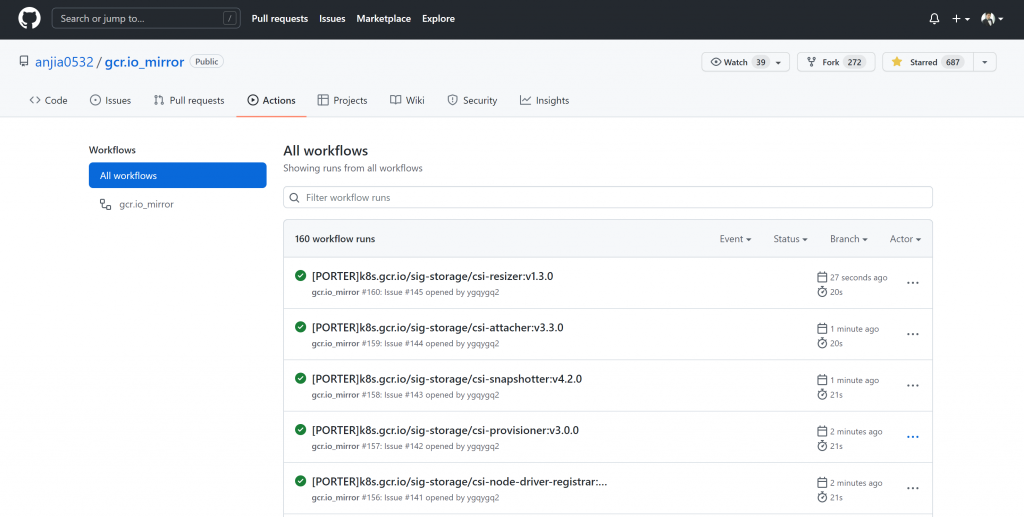 Search or jump to... / Pull requests Issues Marketplace Explore
anjia0532 / gcr.io_mirror Public Watch 39 Fork 272 Starred 687
Code Issues Pull requests Actions Projects Wiki Security Insights
Workflows
All workflows
gcr.io_mirror
All workflows
Showing runs from all workflows
Filter workflow runs
160 workflow runs Event Status Branch Actor
[PORTER]k8s.gcr.io/sig-storage/csi-resizer:v1.3.0 27 seconds ago
gcr.io_mirror #160: Issue #145 opened by ygqygq2 20s
[PORTER]k8s.gcr.io/sig-storage/csi-attacher:v3.3.0 1 minute ago
gcr.io_mirror #159: Issue #144 opened by ygqygq2 20s
[PORTER]k8s.gcr.io/sig-storage/csi-snapshotter:v4.2.0 1 minute ago
gcr.io_mirror #158: Issue #143 opened by ygqygq2 21s
[PORTER]k8s.gcr.io/sig-storage/csi-provisioner:v3.0.0 2 minutes ago
gcr.io_mirror #157: Issue #142 opened by ygqygq2 21s
[PORTER]k8s.gcr.io/sig-storage/csi-node-driver-registrar:... 2 minutes ago
gcr.io_mirror #156: Issue #141 opened by ygqygq2 21s